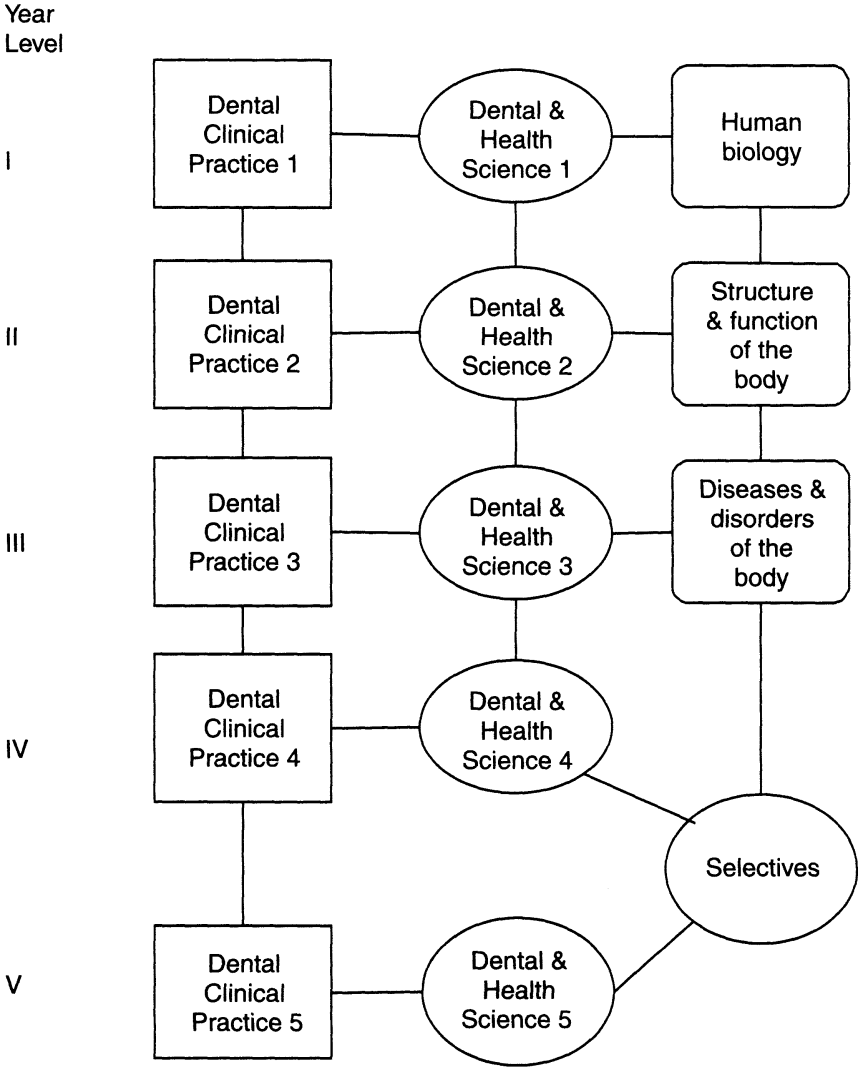 Year
Level
I
Dental
Clinical
Practice 1
Dental &
Health
Science 1
Human
biology
II
Dental
Clinical
Practice 2
Dental &
Health
Science 2
Structure
& function
of the
body
III
Dental
Clinical
Practice 3
Dental &
Health
Science 3
Diseases &
disorders
of the
body
IV
Dental
Clinical
Practice 4
Dental &
Health
Science 4
Selectives
V
Dental
Clinical
Practice 5
Dental &
Health
Science 5